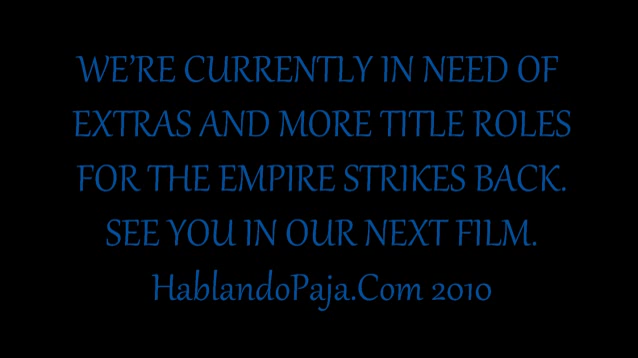 WE’RE CURRENTLY IN NEED OF
EXTRAS AND MORE TITLE ROLES
FOR THE EMPIRE STRIKES BACK.
SEE YOU IN OUR NEXT FILM.
HablandoPaja.Com 2010